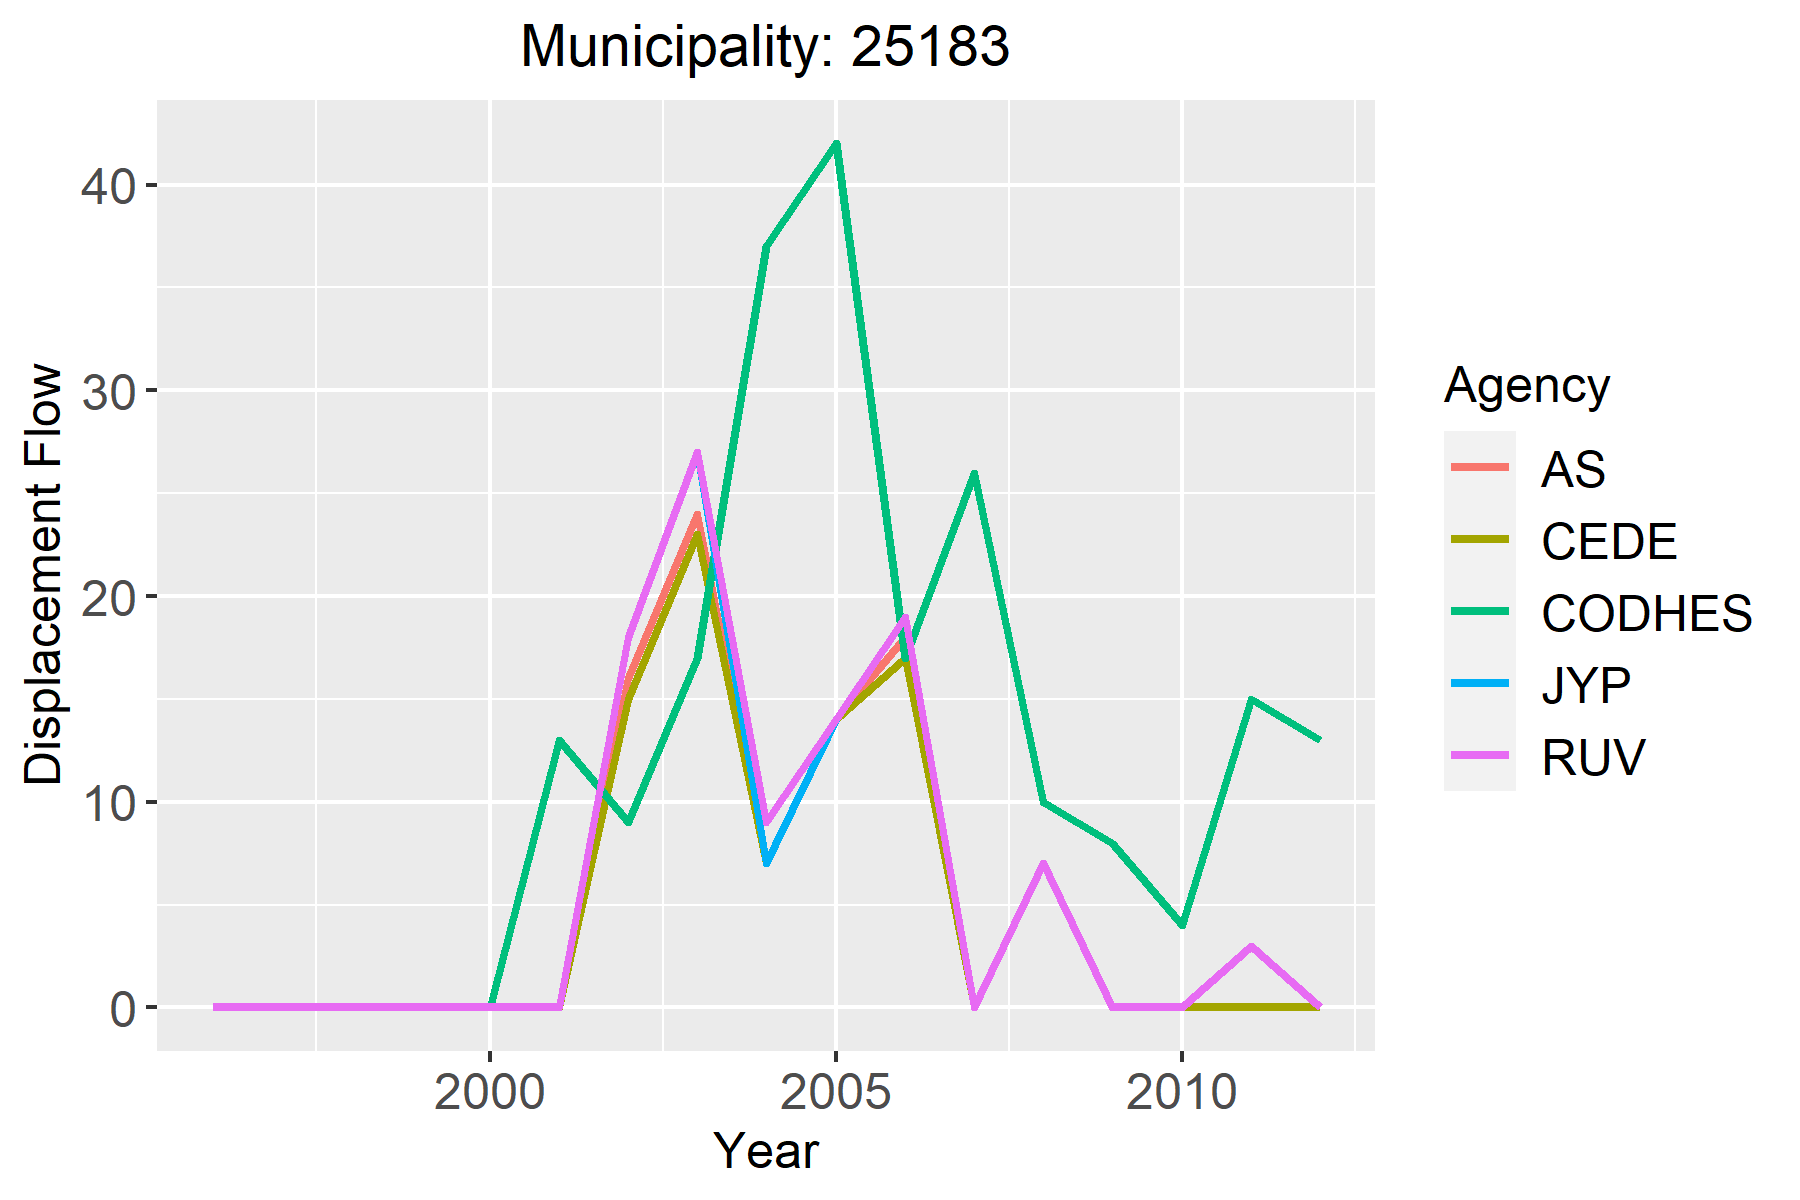 Municipality: 25183
Displacement Flow
40
30
20
10
0
2000 2005 2010
Year
Agency
AS
CEDE
CODHES
JYP
RUV